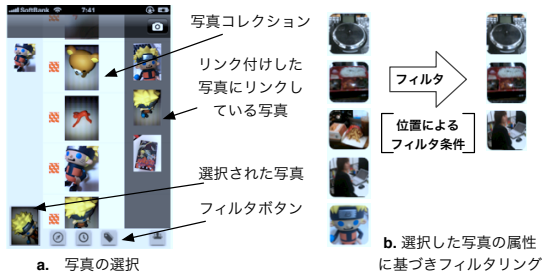 SoftBank 7:41
写真コレクション
リンク付けした
写真にリンクし
ている写真
選択された写真
フィルタボタン
a. 写真の選択
フィルタ
位置による
フィルタ条件
b. 選択した写真の属性
に基づきフィルタリング